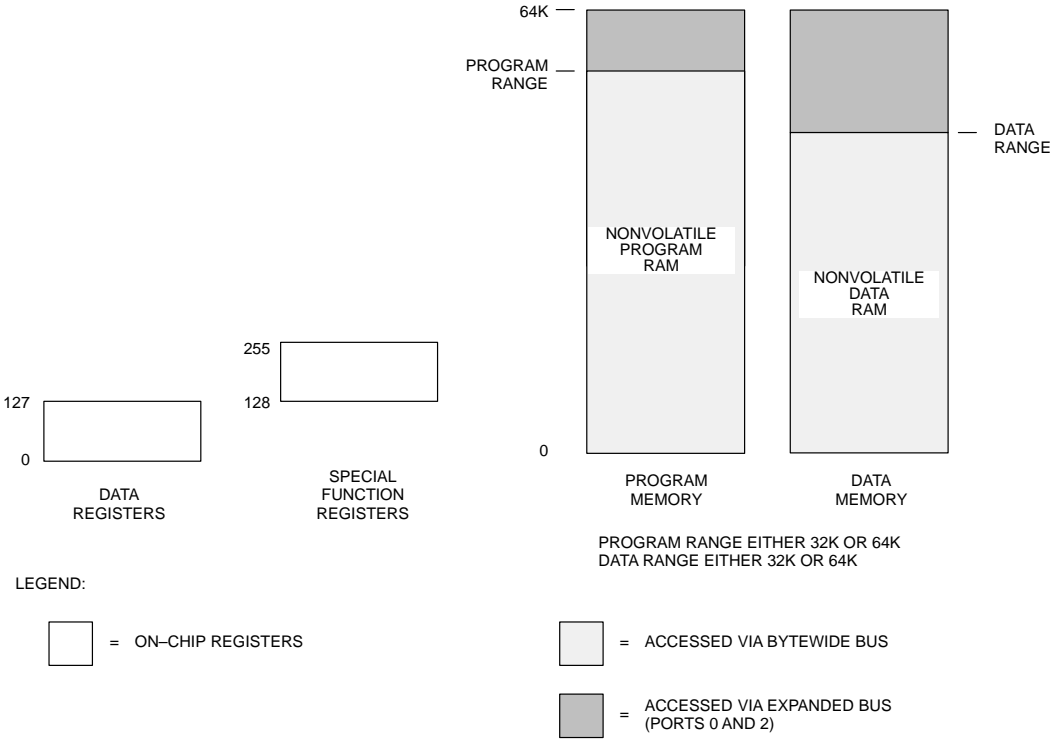 64K
PROGRAM
RANGE
DATA
RANGE
NONVOLATILE
PROGRAM
RAM
NONVOLATILE
DATA
RAM
255
128
127
0
0
DATA
REGISTERS
SPECIAL
FUNCTION
REGISTERS
PROGRAM
MEMORY
DATA
MEMORY
PROGRAM RANGE EITHER 32K OR 64K
DATA RANGE EITHER 32K OR 64K
LEGEND:
= ON–CHIP REGISTERS
= ACCESSED VIA BYTEWIDE BUS
= ACCESSED VIA EXPANDED BUS
(PORTS 0 AND 2)